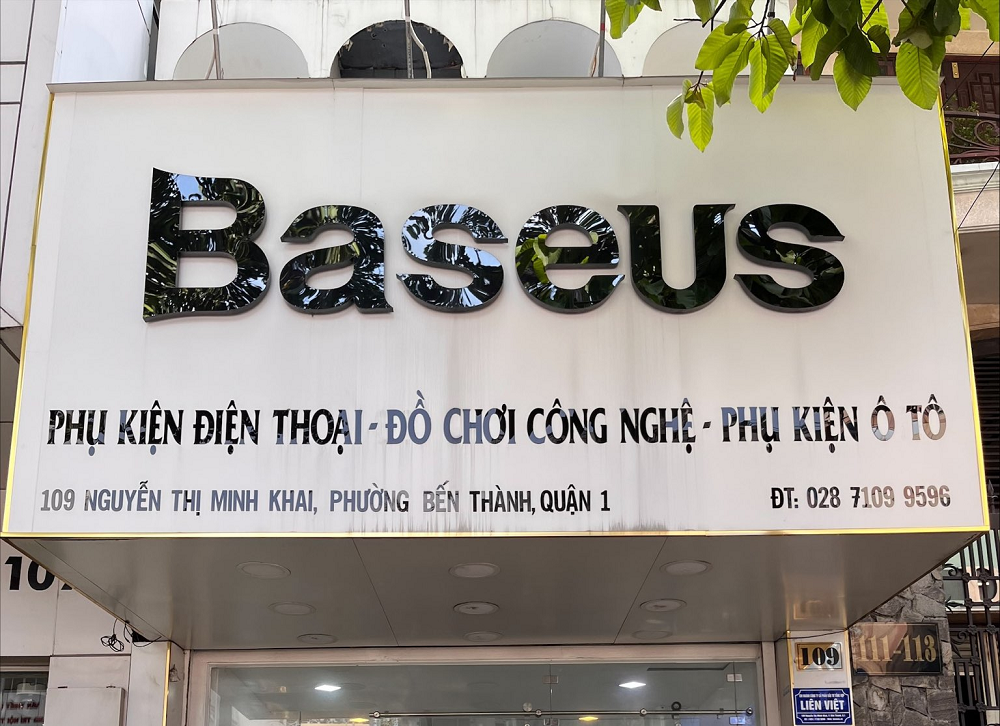 Baseus
PHỤ KIỆN ĐIỆN THOẠI - ĐỒ CHƠI CÔNG NGHỆ - PHỤ KIỆN Ô TÔ
109 NGUYỄN THỊ MINH KHAI, PHƯỜNG BẾN THÀNH, QUẬN 1
ĐT: 028 7109 9596
109
111-113
LIÊN VIỆT